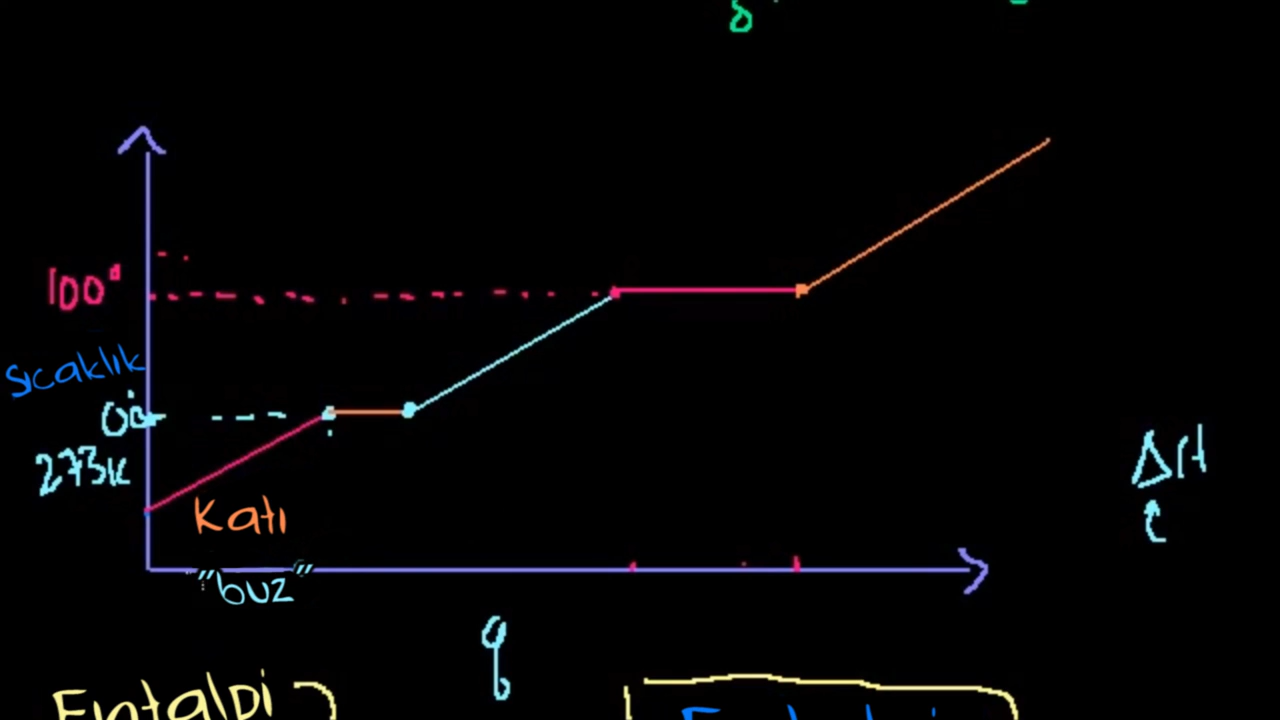 100°
Sıcaklık
0°
273K
Katı
"buz"
q
ΔH
Entalpi